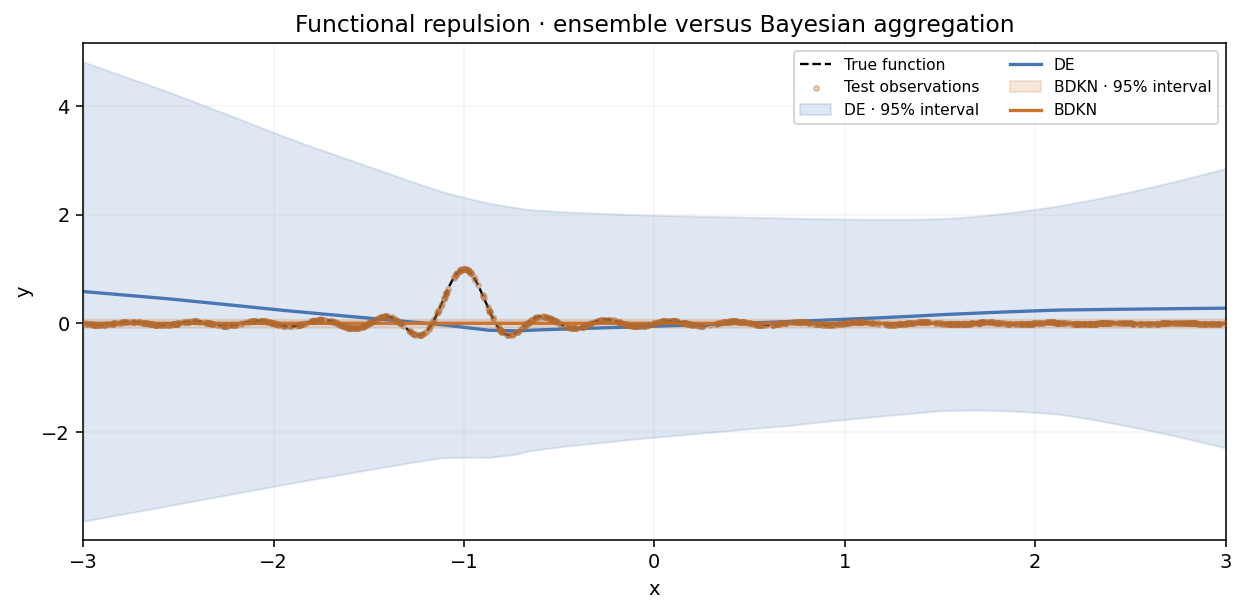 Functional repulsion · ensemble versus Bayesian aggregation
True function
Test observations
DE · 95% interval
DE
BDKN · 95% interval
BDKN
4
2
0
−2
y
−3
−2
−1
0
1
2
3
x